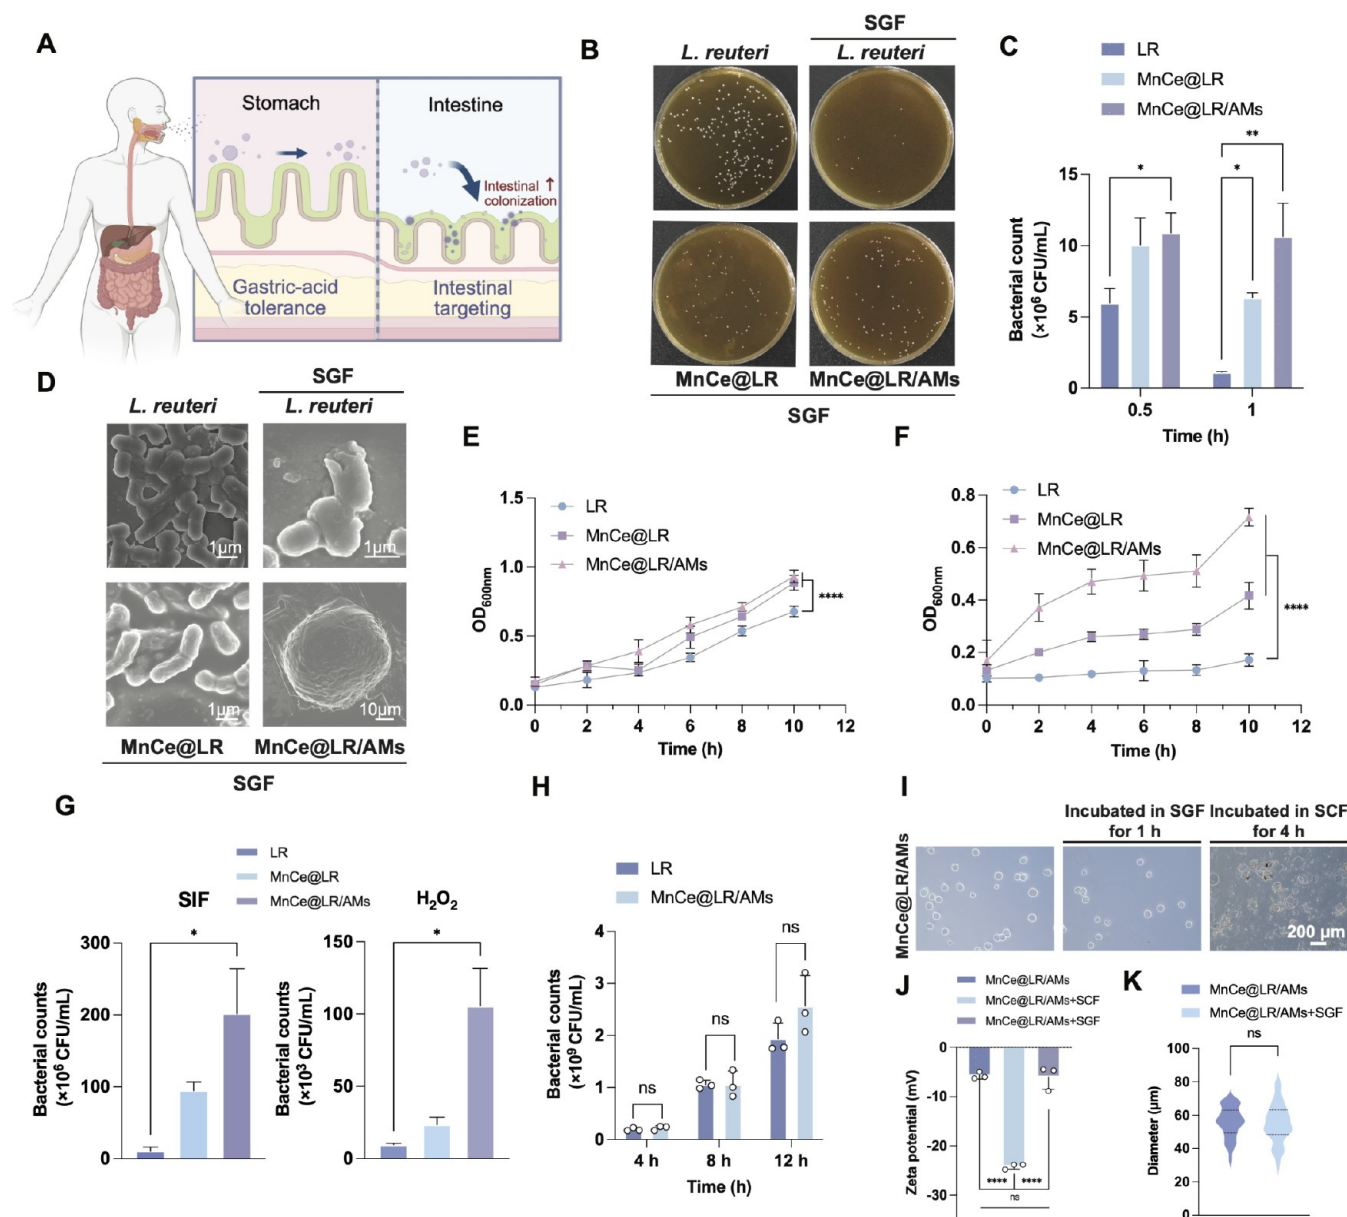 A
Stomach
Intestine
Intestinal ↑
colonization
Gastric-acid
tolerance
Intestinal
targeting
B
SGF
L. reuteri
L. reuteri
MnCe@LR
MnCe@LR/AMs
SGF
C
LR
MnCe@LR
MnCe@LR/AMs
Bacterial count
(×10⁶ CFU/mL)
15
10
5
0
*
*
**
0.5
1
Time (h)
D
SGF
L. reuteri
L. reuteri
1μm
1μm
1μm
10μm
MnCe@LR
MnCe@LR/AMs
SGF
E
LR
MnCe@LR
MnCe@LR/AMs
OD600nm
1.5
1.0
0.5
0.0
****
0 2 4 6 8 10 12
Time (h)
F
LR
MnCe@LR
MnCe@LR/AMs
OD600nm
0.8
0.6
0.4
0.2
0.0
****
0 2 4 6 8 10 12
Time (h)
G
LR
MnCe@LR
MnCe@LR/AMs
SIF
Bacterial counts
(×10⁶ CFU/mL)
300
200
100
0
*
H₂O₂
Bacterial counts
(×10³ CFU/mL)
150
100
50
0
*
H
LR
MnCe@LR/AMs
Bacterial counts
(×10⁹ CFU/mL)
4
3
2
1
0
ns
ns
ns
4 h 8 h 12 h
Time (h)
I
Incubated in SGF
for 1 h
Incubated in SCF
for 4 h
MnCe@LR/AMs
200 μm
J
MnCe@LR/AMs
MnCe@LR/AMs+SCF
MnCe@LR/AMs+SGF
Zeta potential (mV)
0
-10
-20
-30
**** ****
ns
K
MnCe@LR/AMs
MnCe@LR/AMs+SGF
ns
Diameter (μm)
80
60
40
20
0